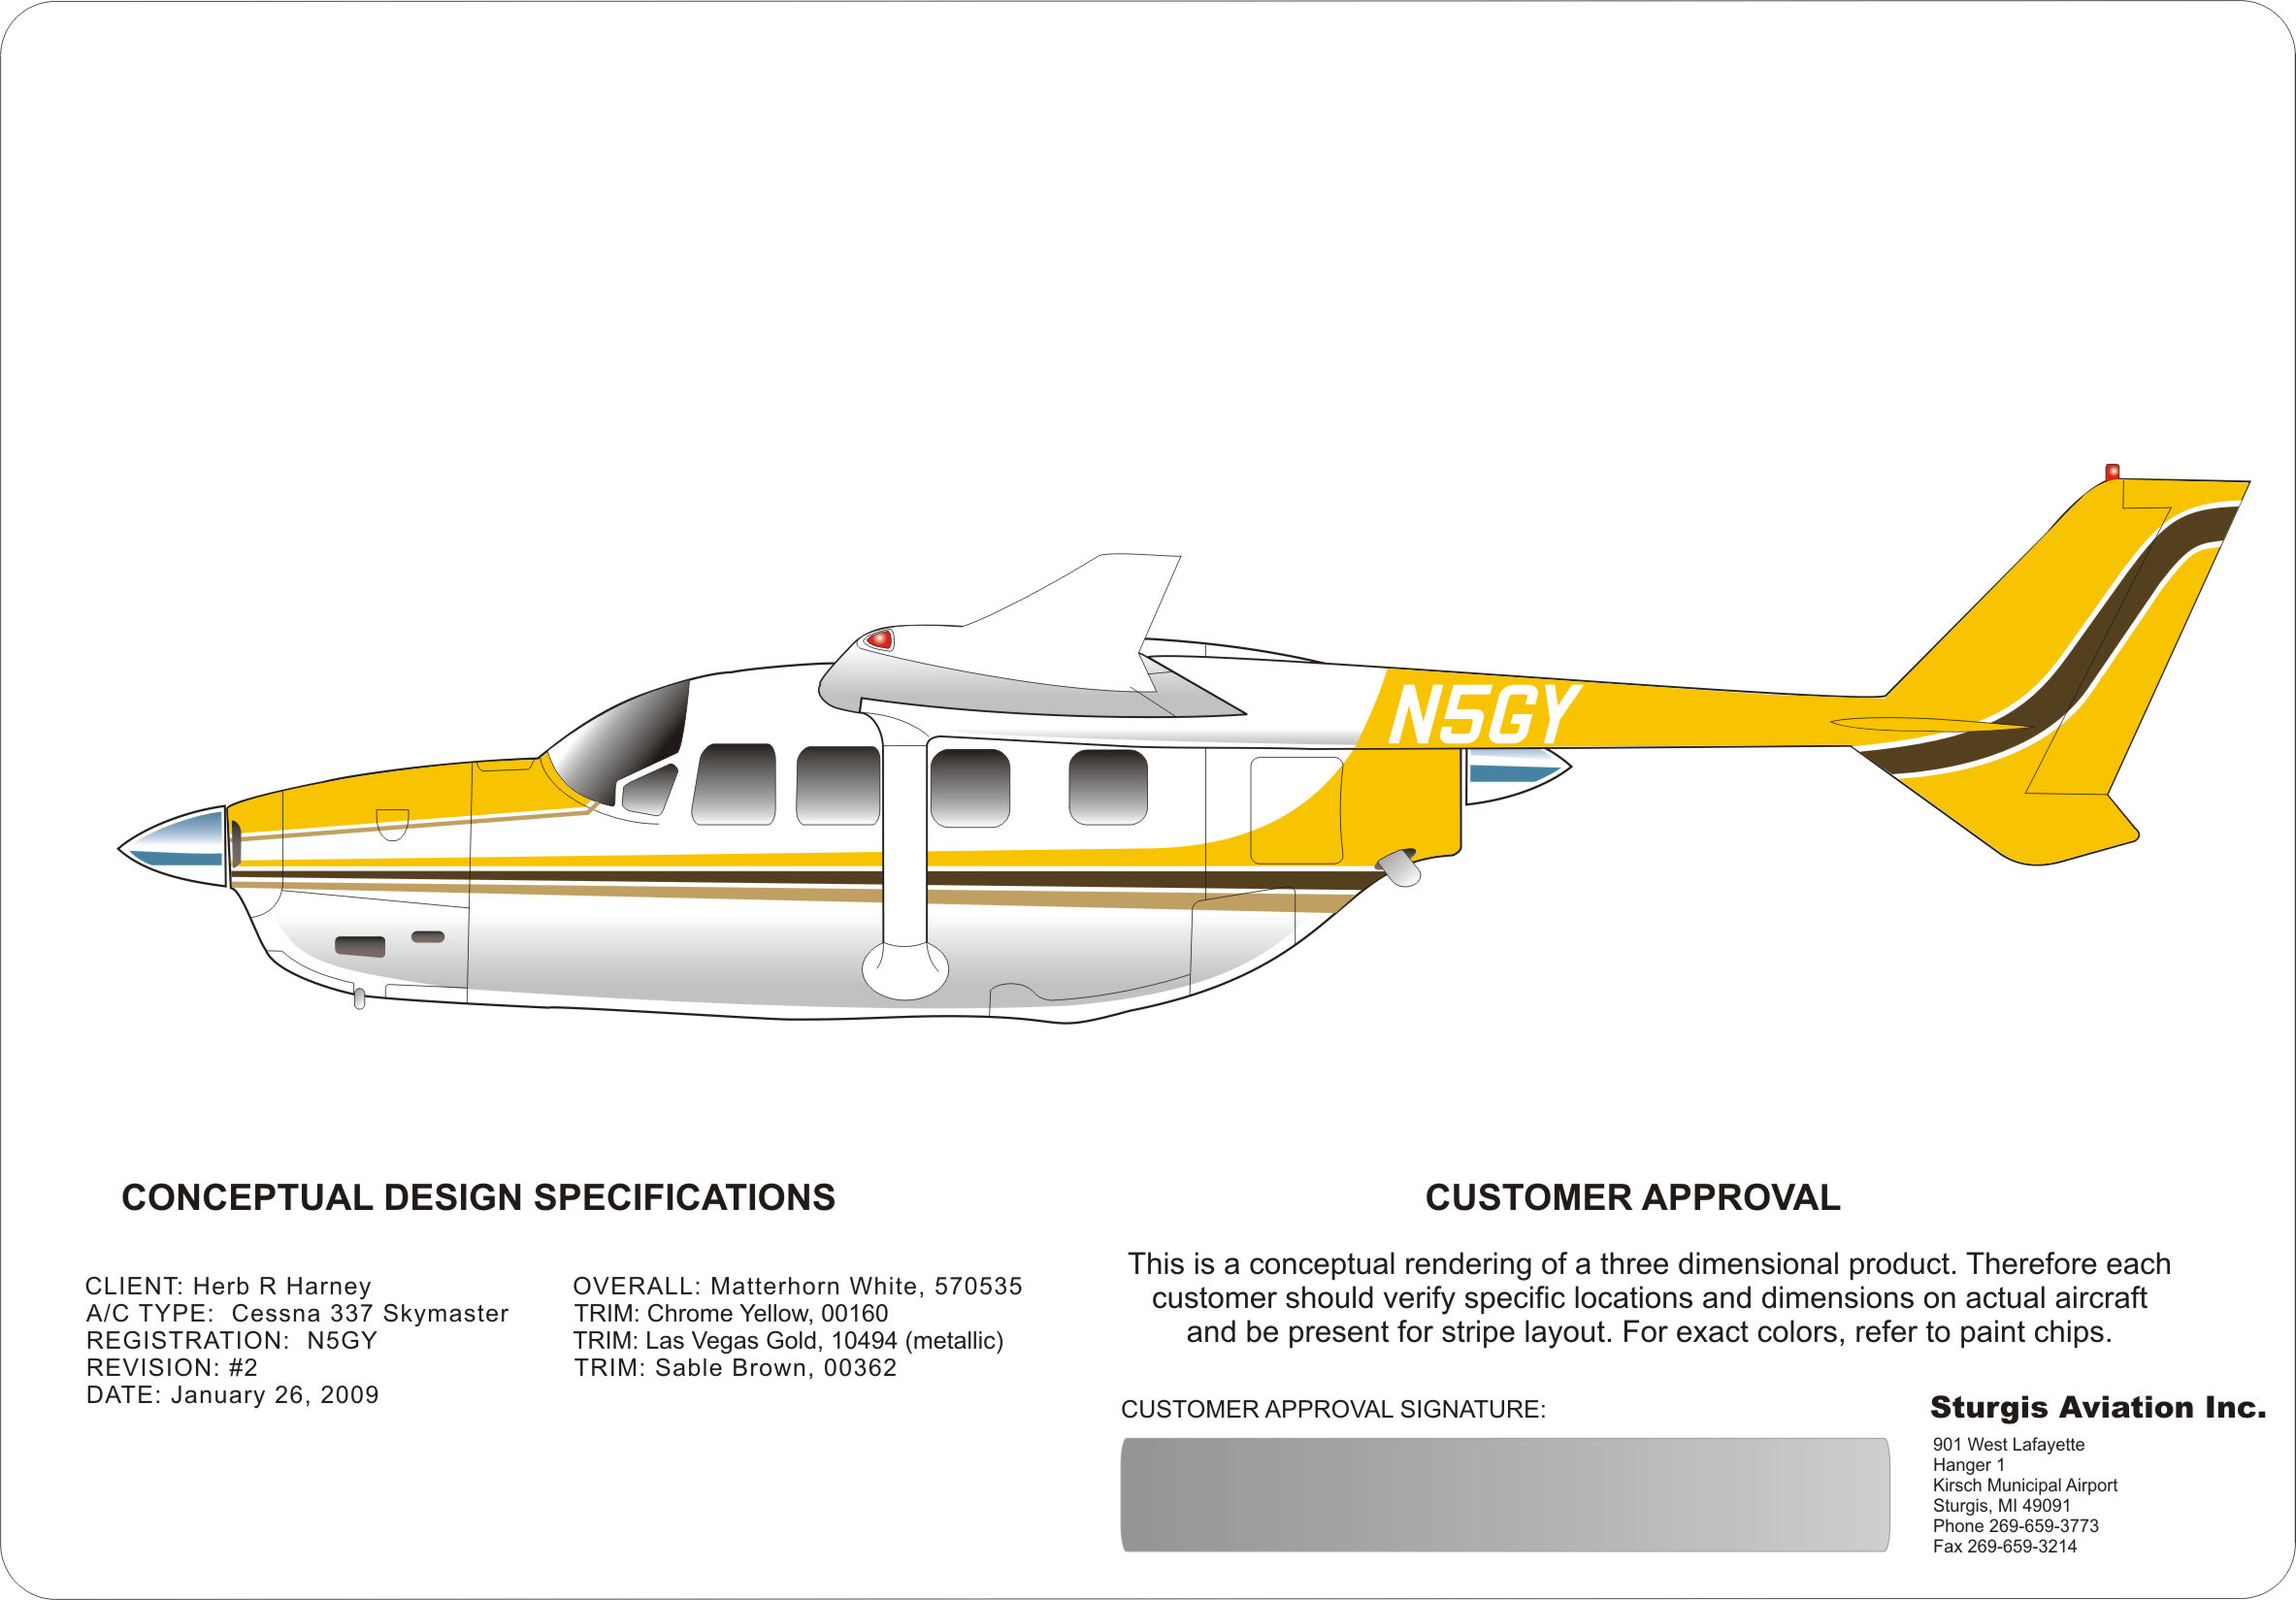 N5GY
CONCEPTUAL DESIGN SPECIFICATIONS
CLIENT: Herb R Harney
A/C TYPE: Cessna 337 Skymaster
REGISTRATION: N5GY
REVISION: #2
DATE: January 26, 2009
OVERALL: Matterhorn White, 570535
TRIM: Chrome Yellow, 00160
TRIM: Las Vegas Gold, 10494 (metallic)
TRIM: Sable Brown, 00362
CUSTOMER APPROVAL
This is a conceptual rendering of a three dimensional product. Therefore each
customer should verify specific locations and dimensions on actual aircraft
and be present for stripe layout. For exact colors, refer to paint chips.
CUSTOMER APPROVAL SIGNATURE:
Sturgis Aviation Inc.
901 West Lafayette
Hanger 1
Kirsch Municipal Airport
Sturgis, MI 49091
Phone 269-659-3773
Fax 269-659-3214